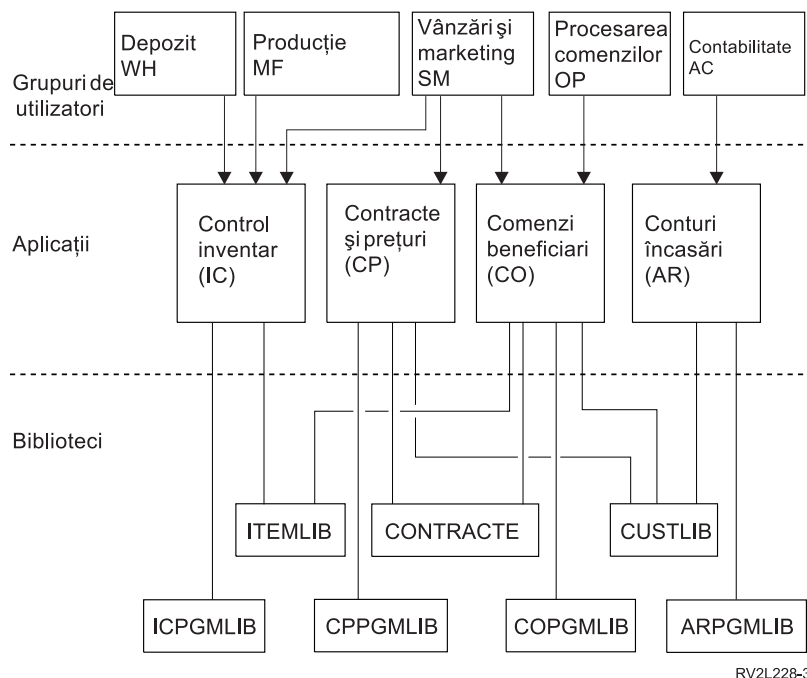 Depozit
WH
Producție
MF
Vânzări și
marketing
SM
Procesarea
comenzilor
OP
Contabilitate
AC
Grupuri de
utilizatori
Aplicații
Control
inventar
(IC)
Contracte
și prețuri
(CP)
Comenzi
beneficiari
(CO)
Conturi
încasări
(AR)
Biblioteci
ITEMLIB
CONTRACTE
CUSTLIB
ICPGMLIB
CPPGMLIB
COPGMLIB
ARPGMLIB
RV2L228-3